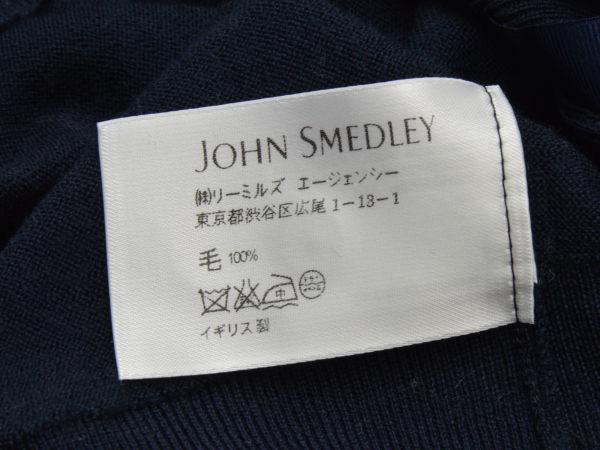 JOHN SMEDLEY
㈱リーミルズ エージェンシー
東京都渋谷区広尾 1-13-1
毛 100%
中
イギリス製